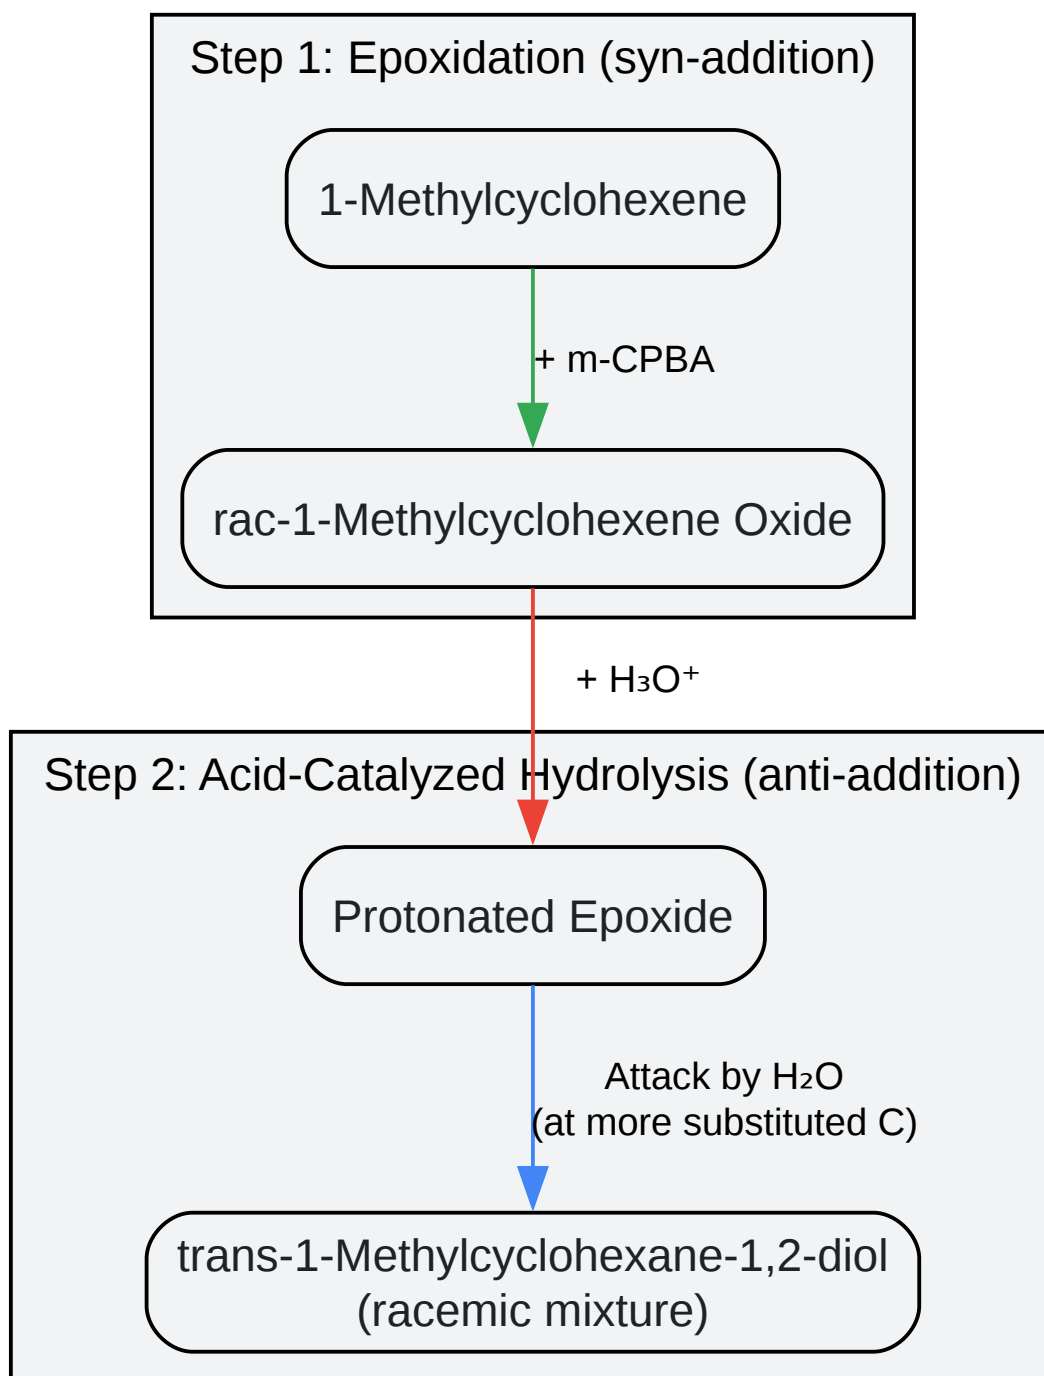 Step 1: Epoxidation (syn-addition)
1-Methylcyclohexene
+ m-CPBA
rac-1-Methylcyclohexene Oxide
+ H₃O⁺
Step 2: Acid-Catalyzed Hydrolysis (anti-addition)
Protonated Epoxide
Attack by H₂O
(at more substituted C)
trans-1-Methylcyclohexane-1,2-diol
(racemic mixture)